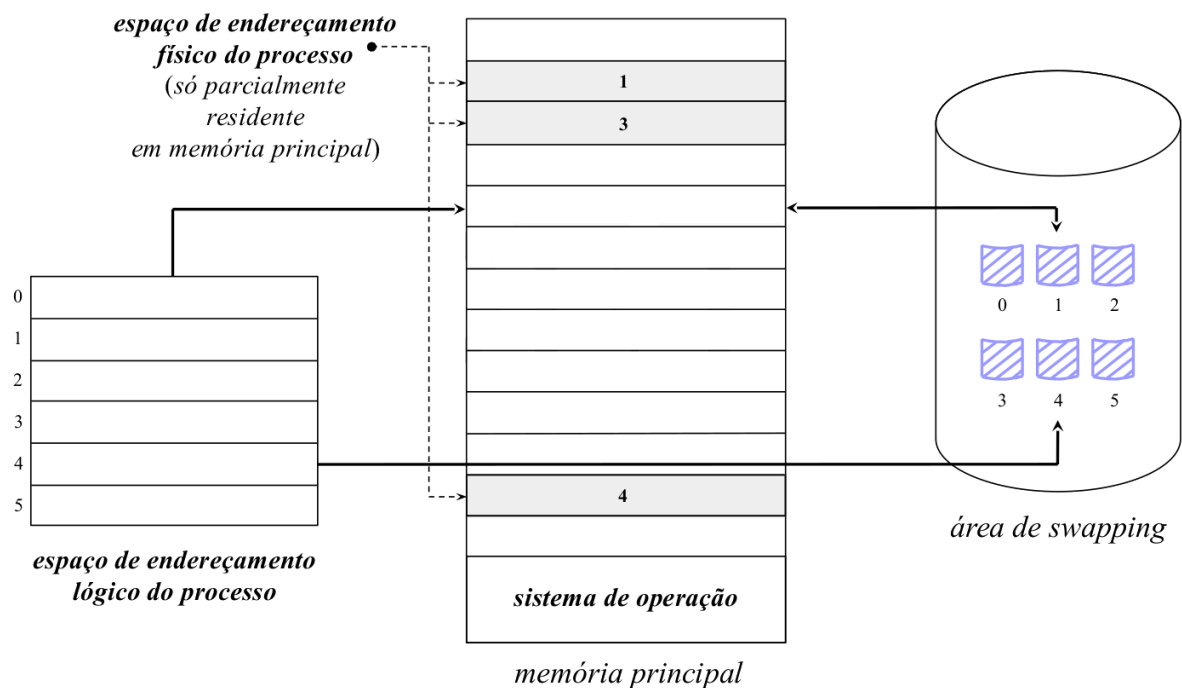 espaço de endereçamento
físico do processo
(só parcialmente
residente
em memória principal)
1
3
4
sistema de operação
memória principal
0
1
2
3
4
5
espaço de endereçamento
lógico do processo
0 1 2
3 4 5
área de swapping